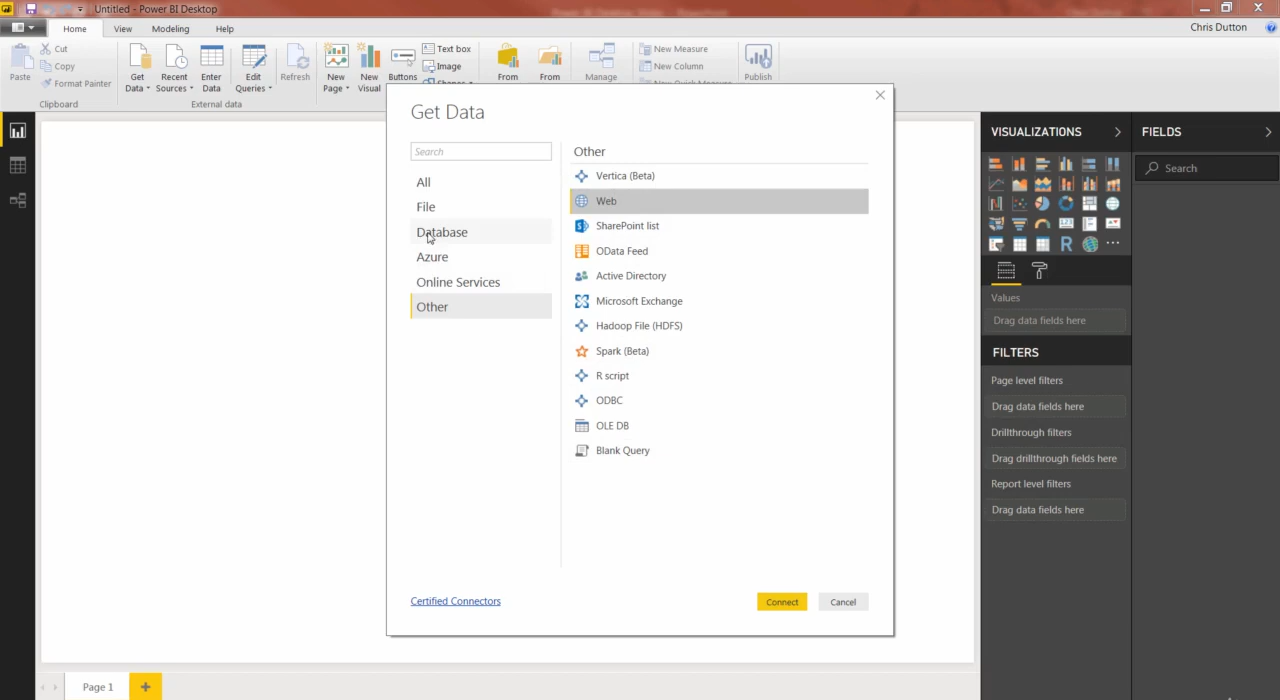 Untitled - Power BI Desktop
Home View Modeling Help
Chris Dutton
Paste
Cut
Copy
Format Painter
Clipboard
Get Data
Recent Sources
Enter Data
External data
Edit Queries
Refresh
New Page
New Visual
Buttons
Text box
Image
From
From
Manage
New Measure
New Column
New Quick Measure
Publish
Get Data
Search
All
File
Database
Azure
Online Services
Other
Other
Vertica (Beta)
Web
SharePoint list
OData Feed
Active Directory
Microsoft Exchange
Hadoop File (HDFS)
Spark (Beta)
R script
ODBC
OLE DB
Blank Query
Certified Connectors
Connect
Cancel
VISUALIZATIONS
R
Values
Drag data fields here
FILTERS
Page level filters
Drag data fields here
Drillthrough filters
Drag drillthrough fields here
Report level filters
Drag data fields here
FIELDS
Search
Page 1